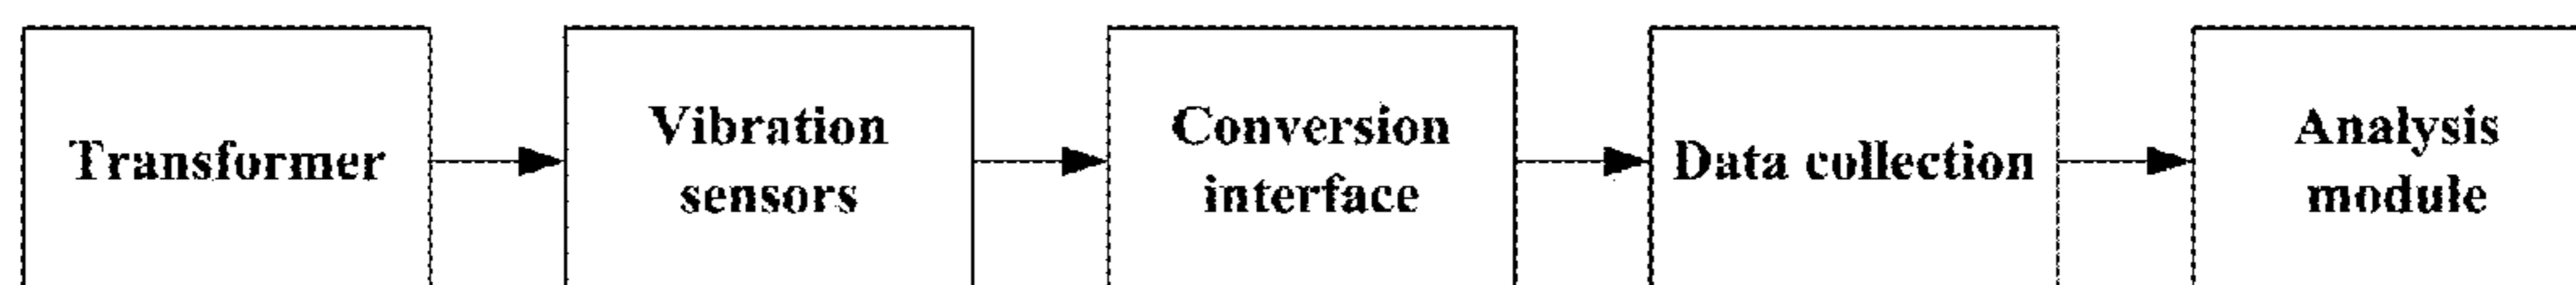 Transformer
Vibration
sensors
Conversion
interface
Data collection
Analysis
module